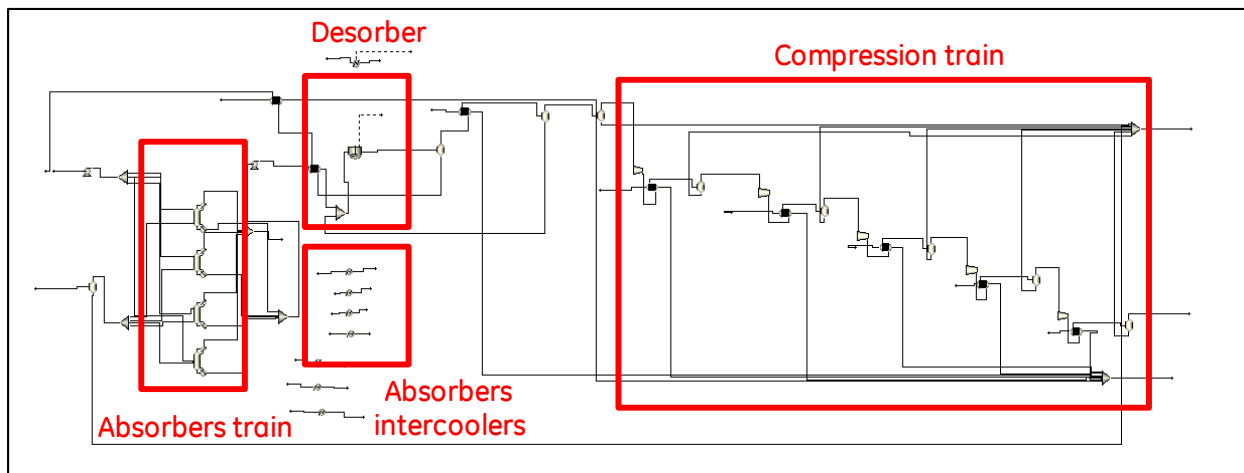 Desorber
Compression train
Absorbers train
Absorbers
intercoolers